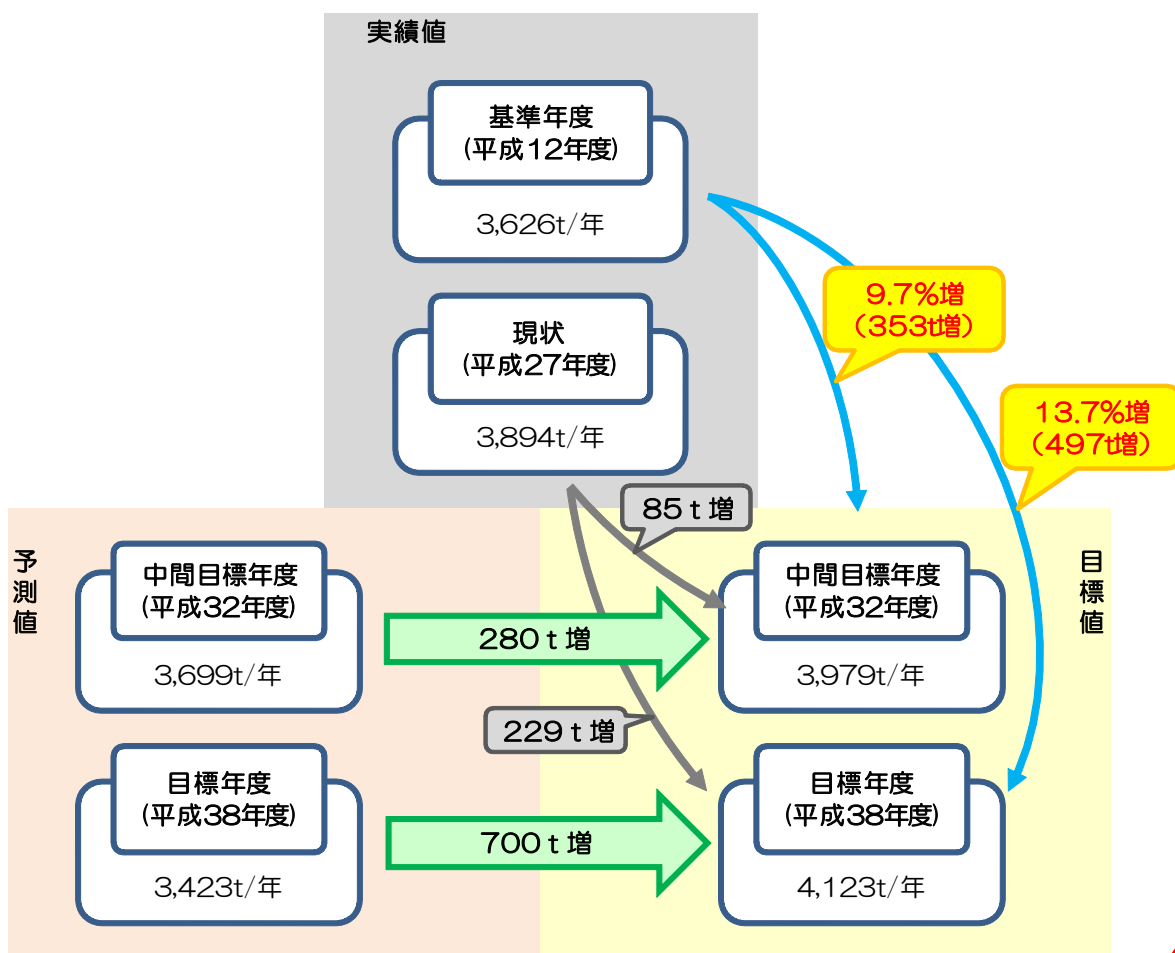 実績値
基準年度
(平成12年度)
3,626t/年
現状
(平成27年度)
3,894t/年
9.7%増
(353t増)
13.7%増
(497t増)
85t増
予測値
中間目標年度
(平成32年度)
3,699t/年
280t増
中間目標年度
(平成32年度)
3,979t/年
目標値
229t増
目標年度
(平成38年度)
3,423t/年
700t増
目標年度
(平成38年度)
4,123t/年